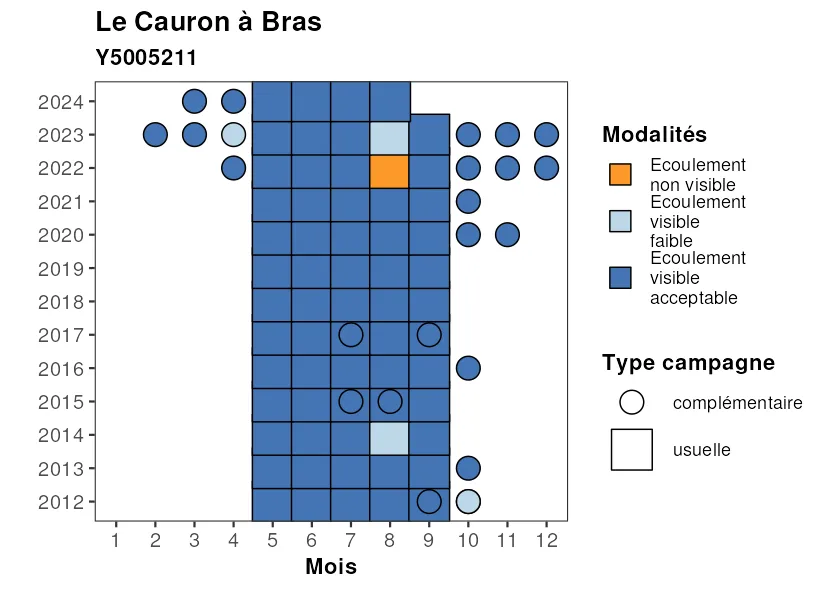 Le Cauron à Bras
Y5005211
2024
2023
2022
2021
2020
2019
2018
2017
2016
2015
2014
2013
2012
1 2 3 4 5 6 7 8 9 10 11 12
Mois
Modalités
Ecoulement
non visible
Ecoulement
visible
faible
Ecoulement
visible
acceptable
Type campagne
complémentaire
usuelle